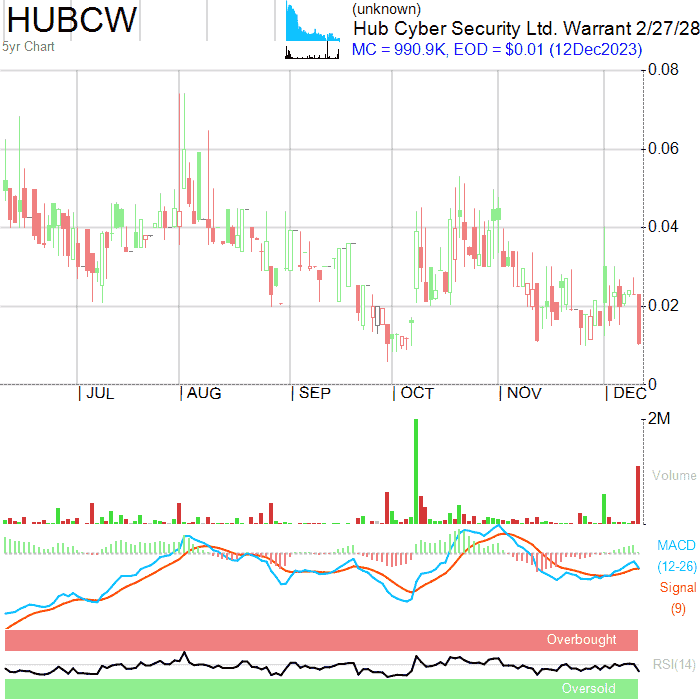 HUBCW
5yr Chart
(unknown)
Hub Cyber Security Ltd. Warrant 2/27/28
MC = 990.9K, EOD = $0.01 (12Dec2023)
0.08
0.06
0.04
0.02
0
JUL AUG SEP OCT NOV DEC
2M
Volume
MACD
(12-26)
Signal
(9)
Overbought
RSI(14)
Oversold